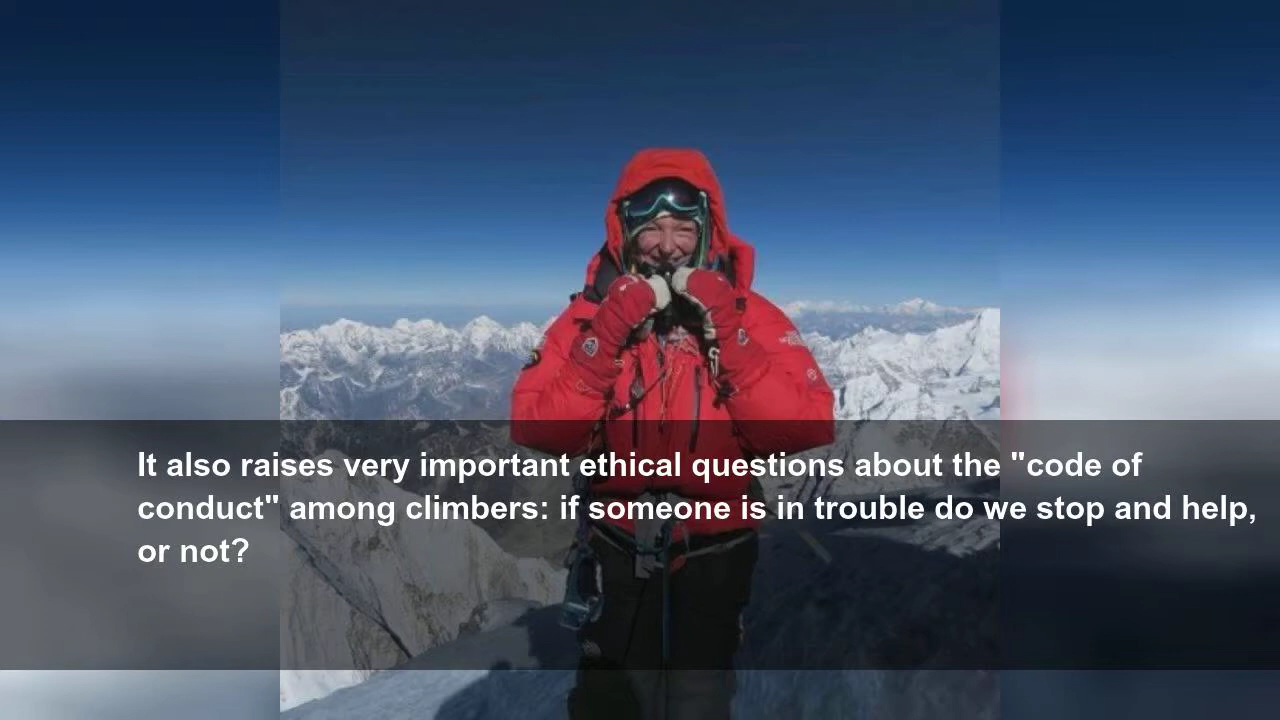 It also raises very important ethical questions about the "code of
conduct" among climbers: if someone is in trouble do we stop and help,
or not?